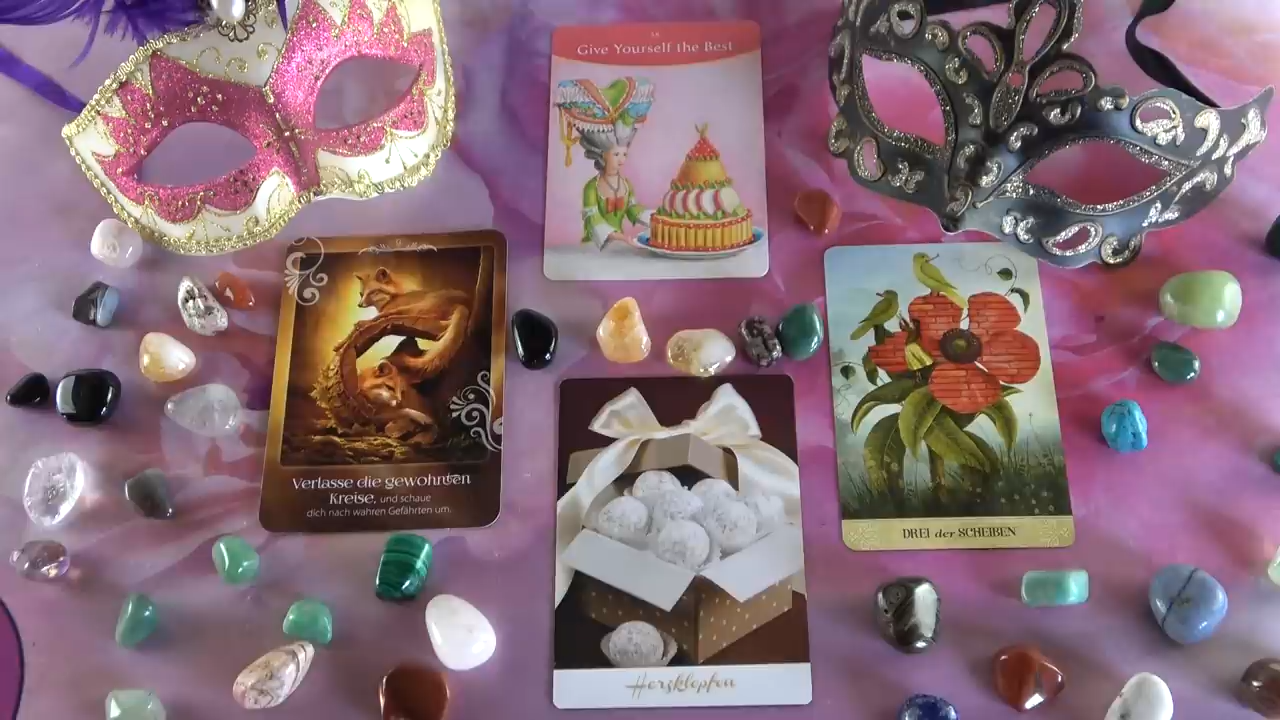 Give Yourself the Best
Verlasse die gewohnten
Kreise, und schaue
dich nach wahren Gefährten um.
DREI der SCHEIBEN
Herzklopfen